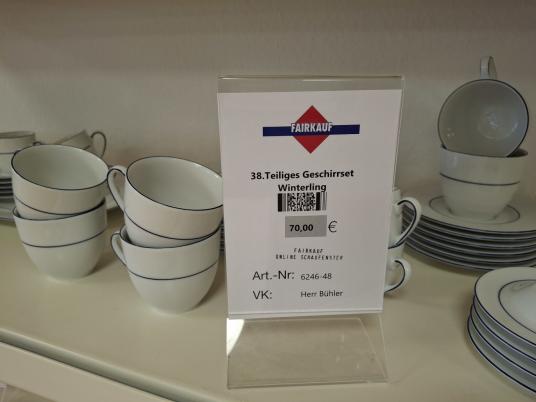 FAIRKAUF
38.Teiliges Geschirrset
Winterling
70,00 €
FAIRKAUF
ONLINE SCHAUFENSTER
Art.-Nr: 6246-48
VK: Herr Bühler